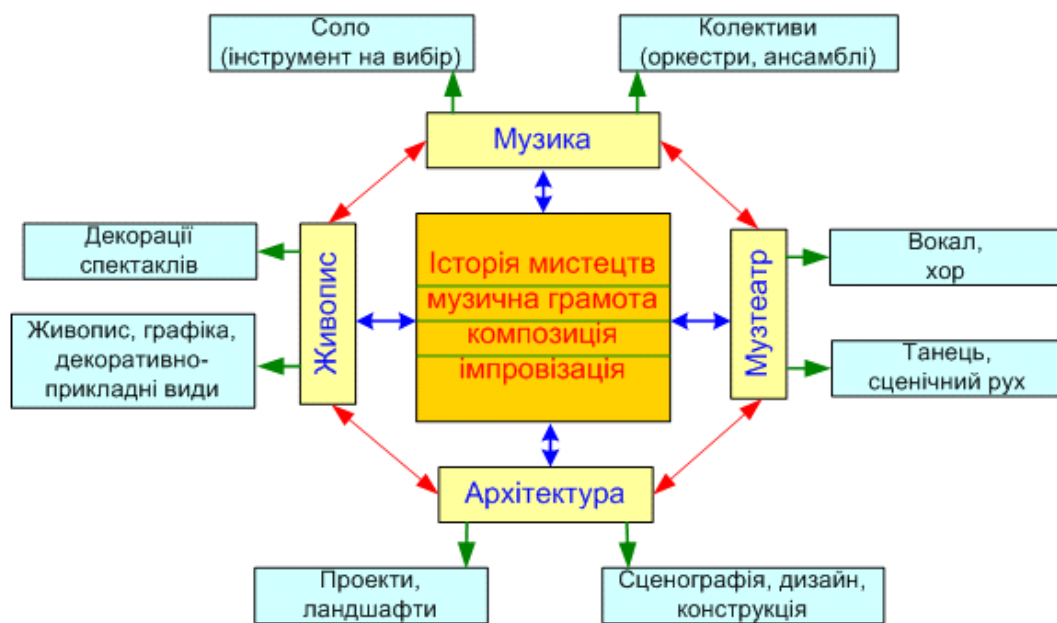 Соло
(інструмент на вибір)
Колективи
(оркестри, ансамблі)
Музика
Декорації
спектаклів
Живопис, графіка,
декоративно-
прикладні види
Живопис
Історія мистецтв
музична грамота
композиція
імпровізація
Музтеатр
Вокал,
хор
Танець,
сценічний рух
Архітектура
Проекти,
ландшафти
Сценографія, дизайн,
конструкція